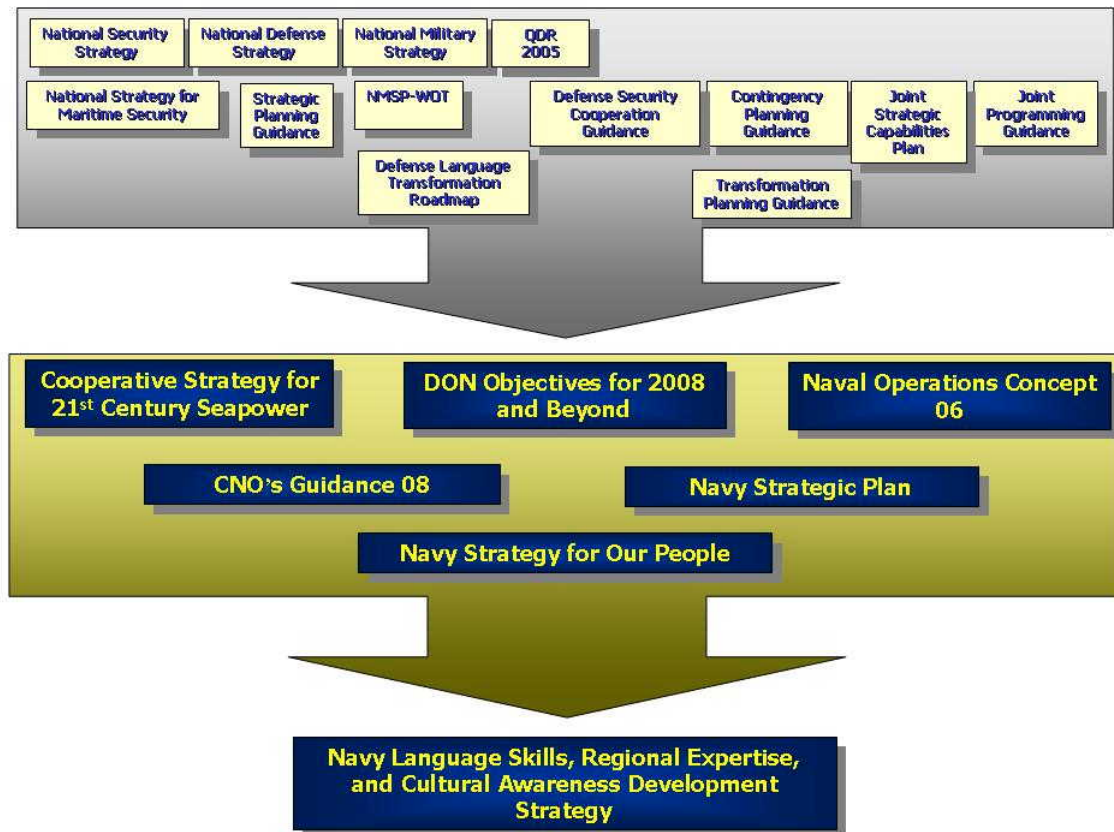 National Security
Strategy
National Defense
Strategy
National Military
Strategy
QDR
2005
National Strategy for
Maritime Security
Strategic
Planning
Guidance
NMSP-WOT
Defense Security
Cooperation
Guidance
Contingency
Planning
Guidance
Joint
Strategic
Capabilities
Plan
Joint
Programming
Guidance
Defense Language
Transformation
Roadmap
Transformation
Planning Guidance
Cooperative Strategy for
21st Century Seapower
DON Objectives for 2008
and Beyond
Naval Operations Concept
06
CNO's Guidance 08
Navy Strategic Plan
Navy Strategy for Our People
Navy Language Skills, Regional Expertise,
and Cultural Awareness Development
Strategy